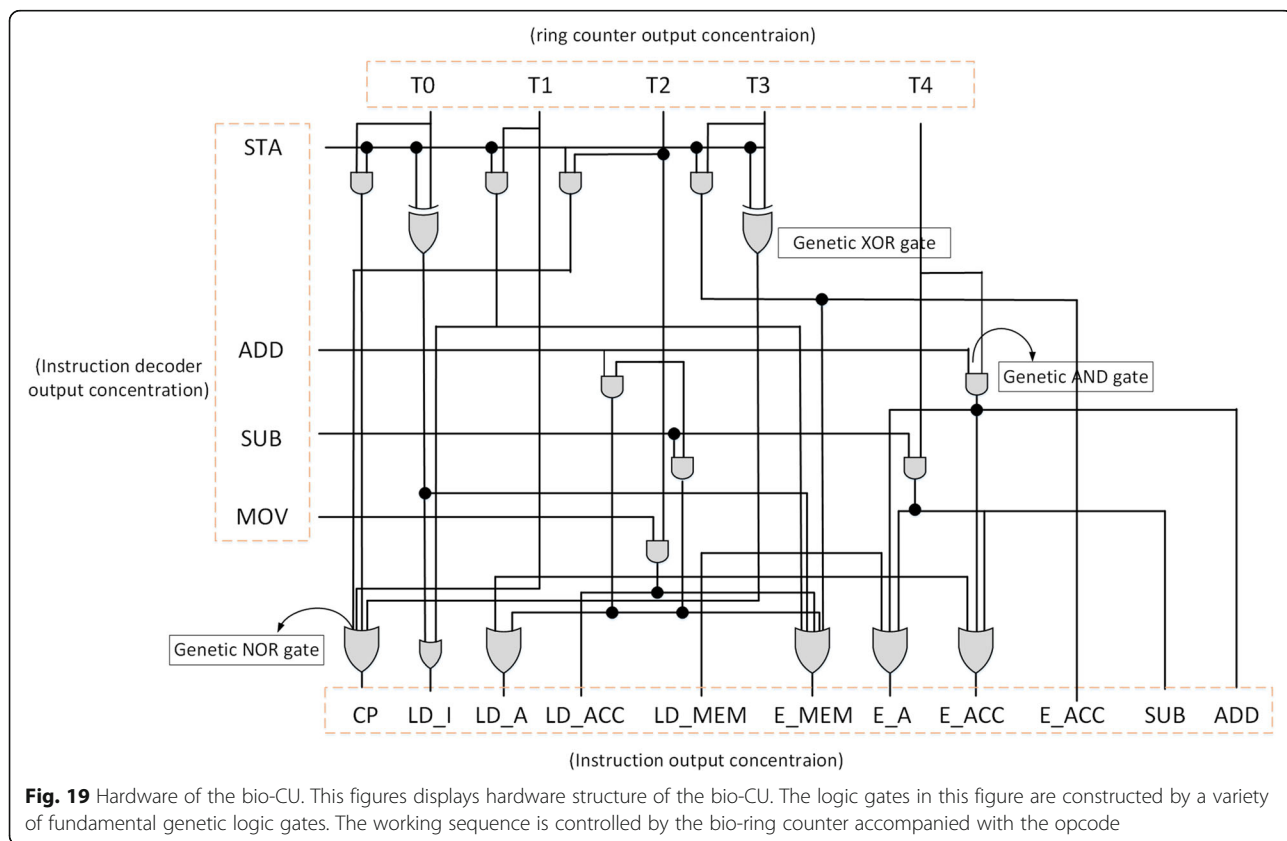 (ring counter output concentraion)
T0 T1 T2 T3 T4
STA
Genetic XOR gate
ADD
(Instruction decoder
output concentration)
Genetic AND gate
SUB
MOV
Genetic NOR gate
CP LD_I LD_A LD_ACC LD_MEM E_MEM E_A E_ACC E_ACC SUB ADD
(Instruction output concentraion)
Fig. 19 Hardware of the bio-CU. This figures displays hardware structure of the bio-CU. The logic gates in this figure are constructed by a variety
of fundamental genetic logic gates. The working sequence is controlled by the bio-ring counter accompanied with the opcode